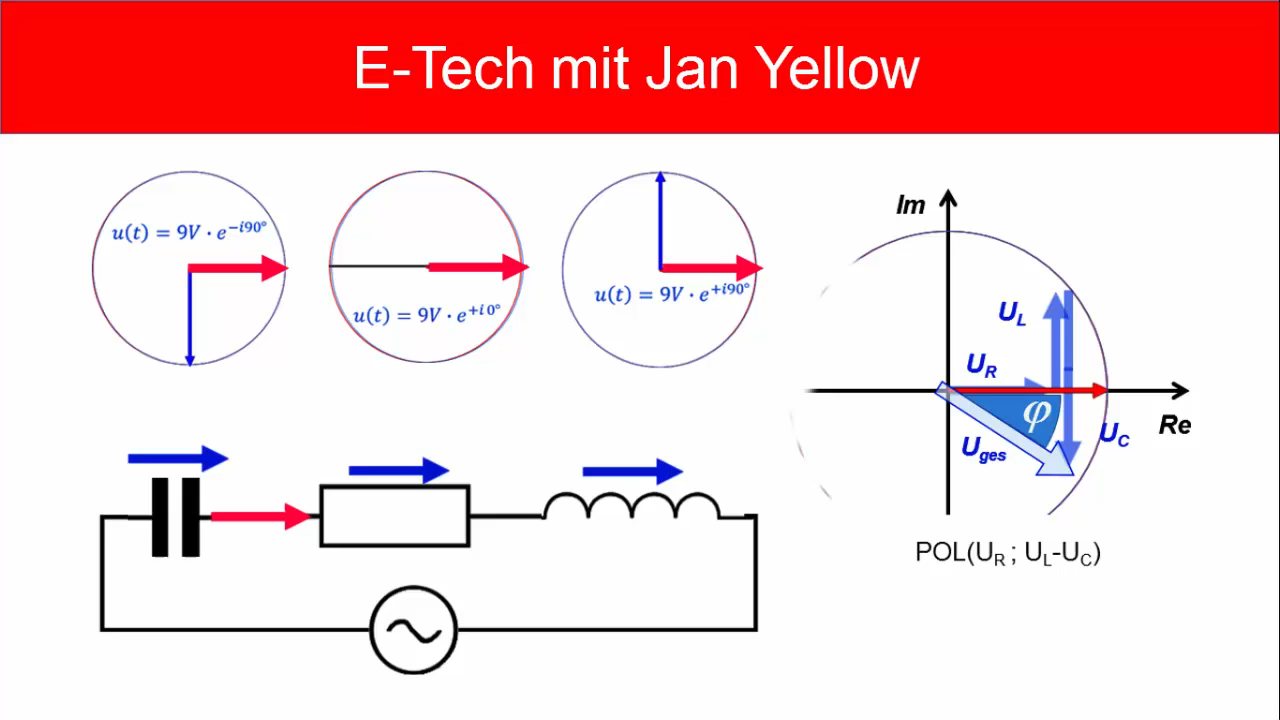 E-Tech mit Jan Yellow
u(t) = 9V · e^{−i90°}
u(t) = 9V · e^{+i 0°}
u(t) = 9V · e^{+i90°}
Im
U_L
U_R
φ
Re
U_C
U_ges
POL(U_R ; U_L-U_C)